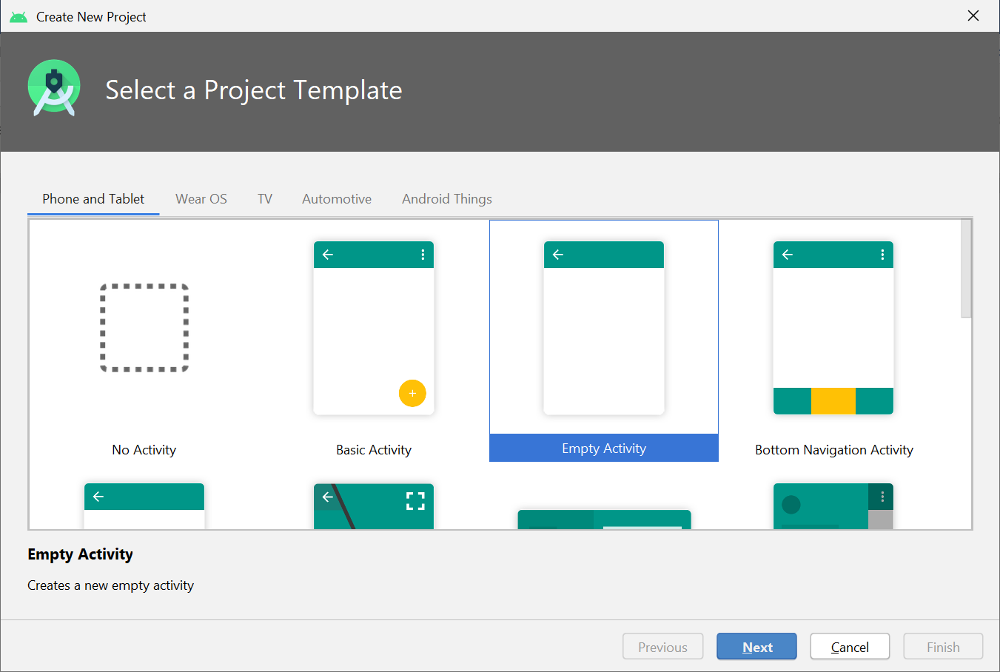 Create New Project
Select a Project Template
Phone and Tablet Wear OS TV Automotive Android Things
No Activity Basic Activity Empty Activity Bottom Navigation Activity
Empty Activity
Creates a new empty activity
Previous Next Cancel Finish